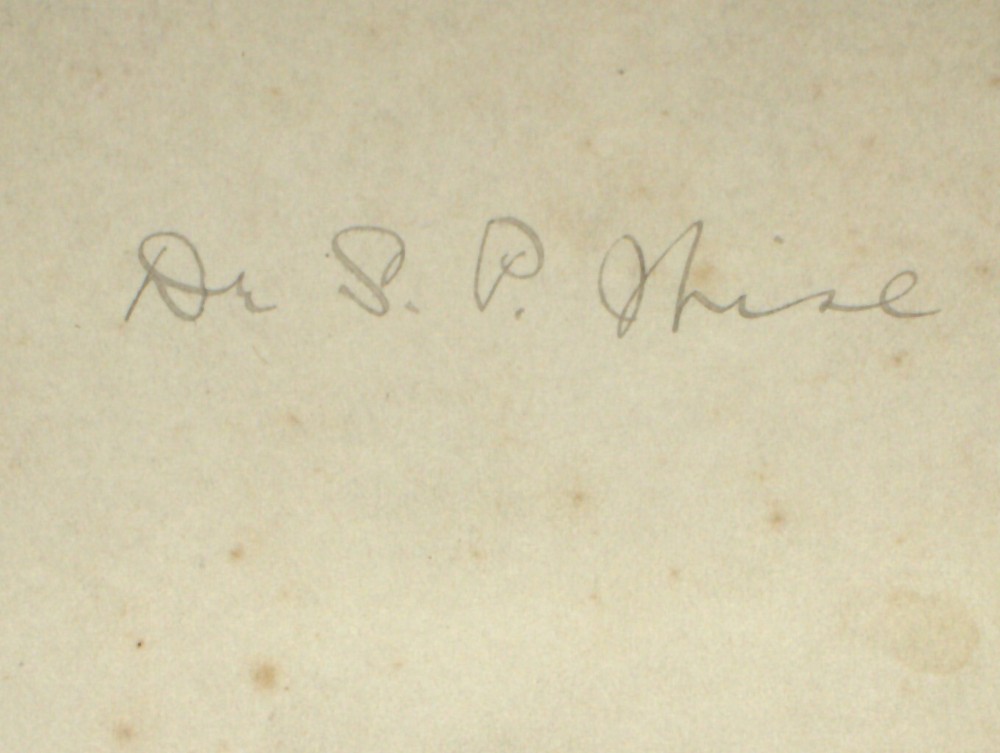 Dr S. P. Wise